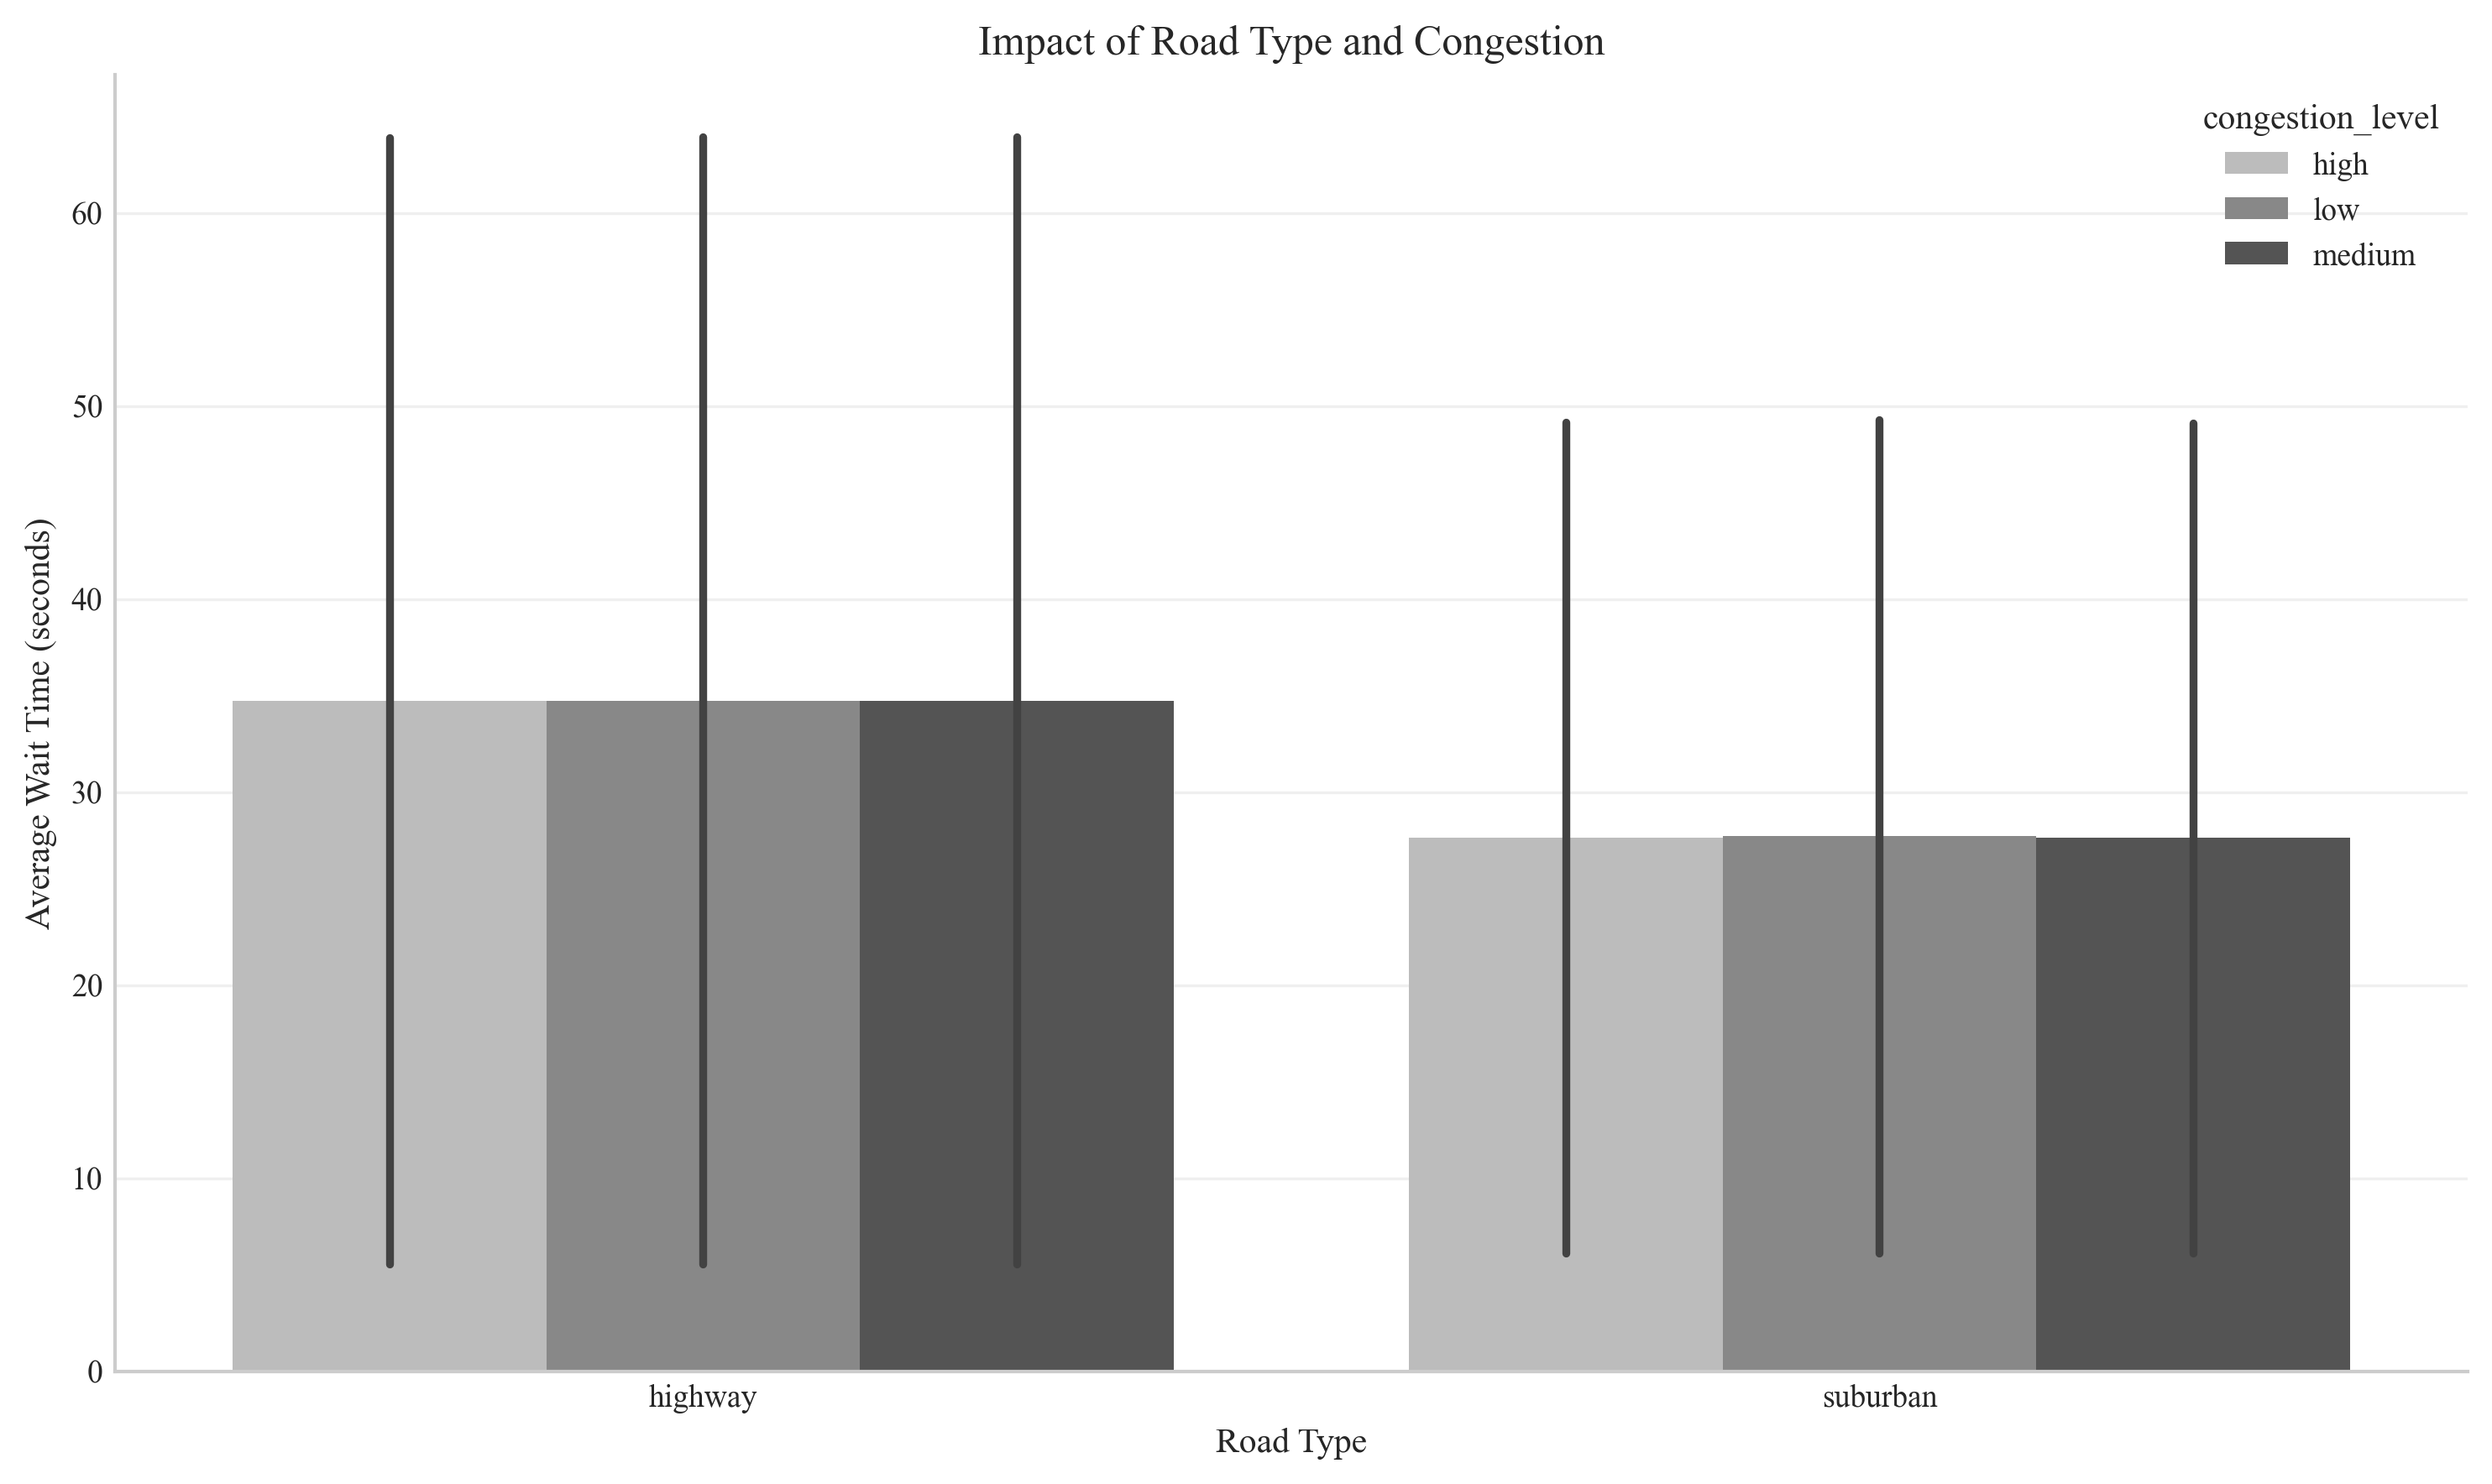 Impact of Road Type and Congestion
congestion_level
high
low
medium
Average Wait Time (seconds)
60
50
40
30
20
10
0
highway
suburban
Road Type